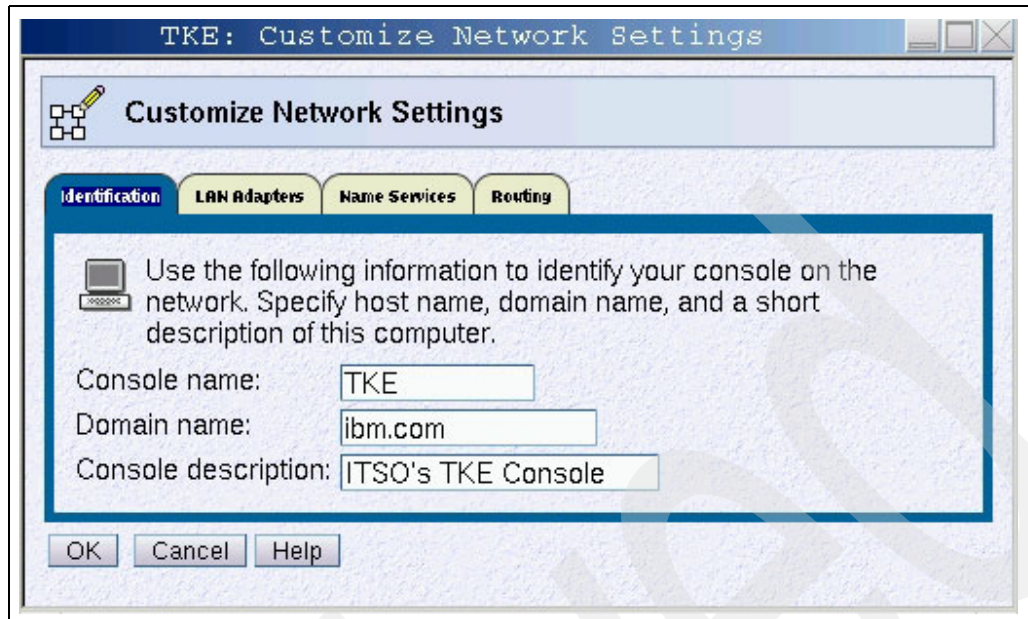 TKE: Customize Network Settings
Customize Network Settings
Identification LAN Adapters Name Services Routing
Use the following information to identify your console on the
network. Specify host name, domain name, and a short
description of this computer.
Console name: TKE
Domain name: ibm.com
Console description: ITSO's TKE Console
OK Cancel Help